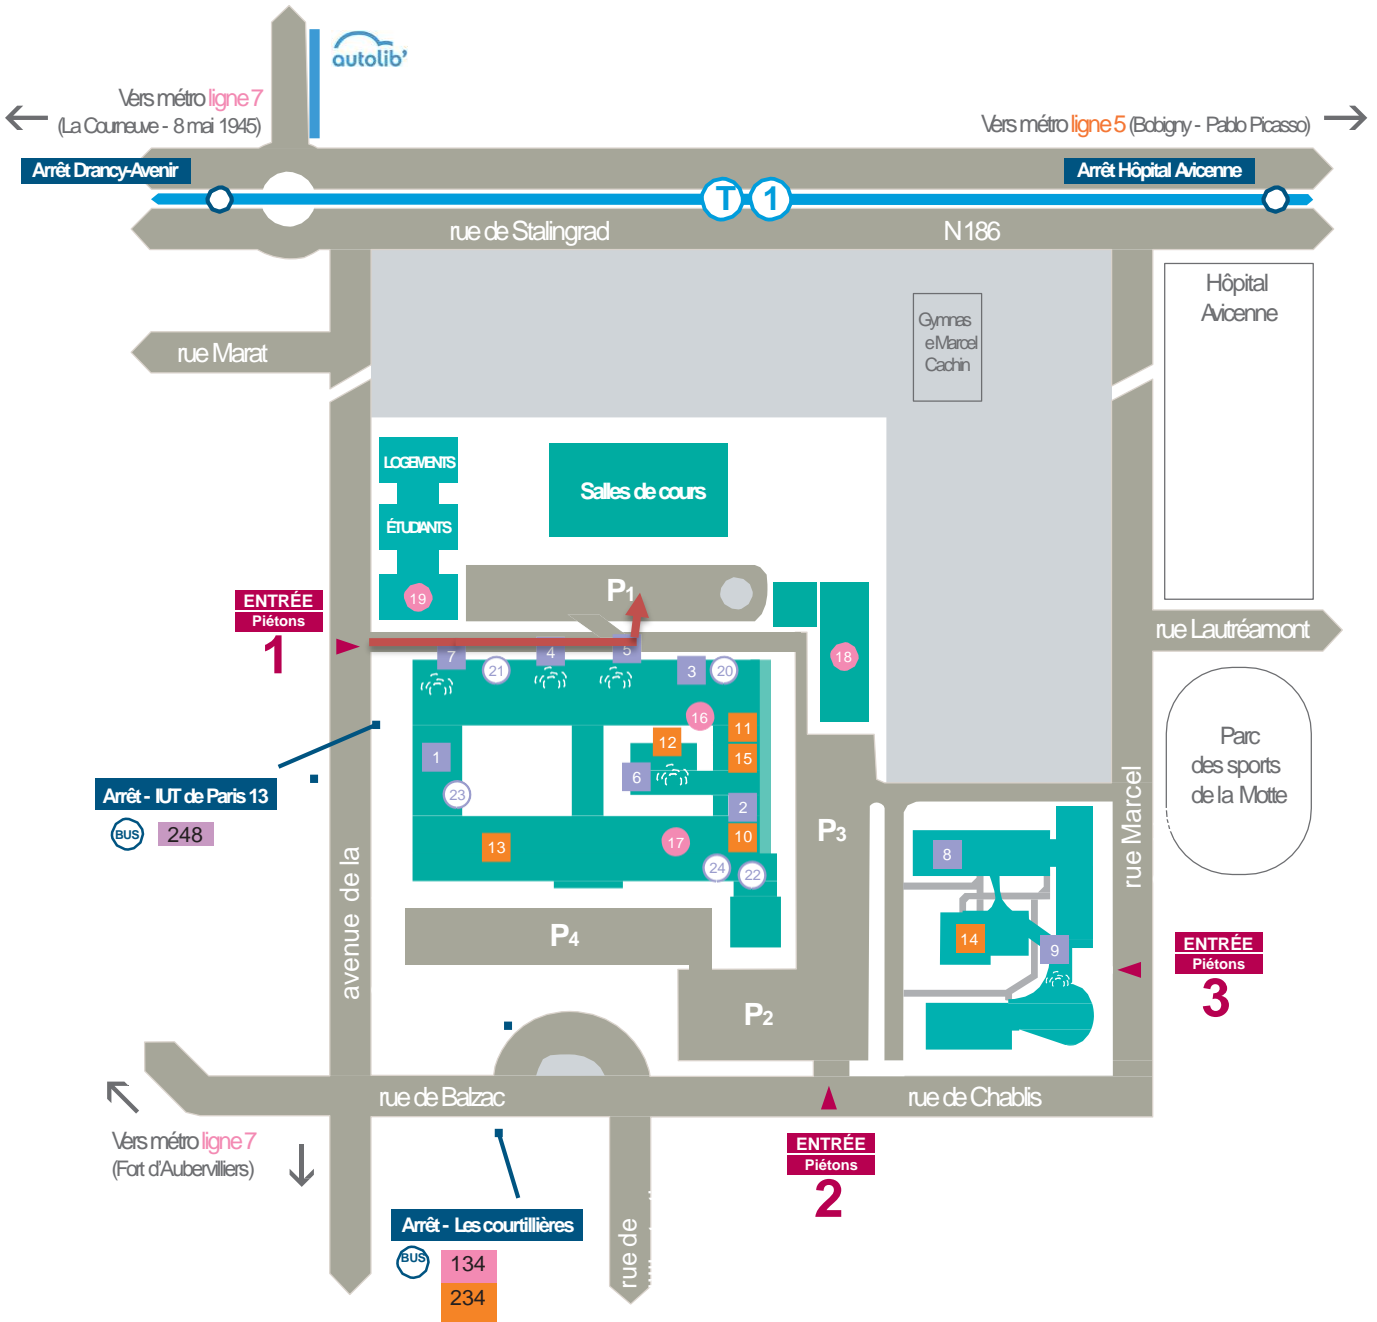 autolib'
Vers métro ligne 7
(La Courneuve - 8 mai 1945)
Vers métro ligne 5 (Bobigny - Pablo Picasso)
Arrêt Drancy-Avenir
Arrêt Hôpital Avicenne
T 1
rue de Stalingrad
N186
Hôpital
Avicenne
Gymnas
e Marcel
Cachin
rue Marat
LOGEMENTS
ÉTUDIANTS
Salles de cours
19
P1
ENTRÉE
Piétons
1
rue Lautréamont
7
21
4
5
3
20
18
16
11
12
15
1
6
23
2
Parc
des sports
de la Motte
Arrêt - IUT de Paris 13
BUS
248
13
17
10
24
22
P3
8
rue Marcel
avenue de la
P4
14
9
ENTRÉE
Piétons
3
P2
rue de Balzac
rue de Chablis
Vers métro ligne 7
(Fort d'Aubervilliers)
ENTRÉE
Piétons
2
Arrêt - Les courtillières
BUS
134
234
rue de